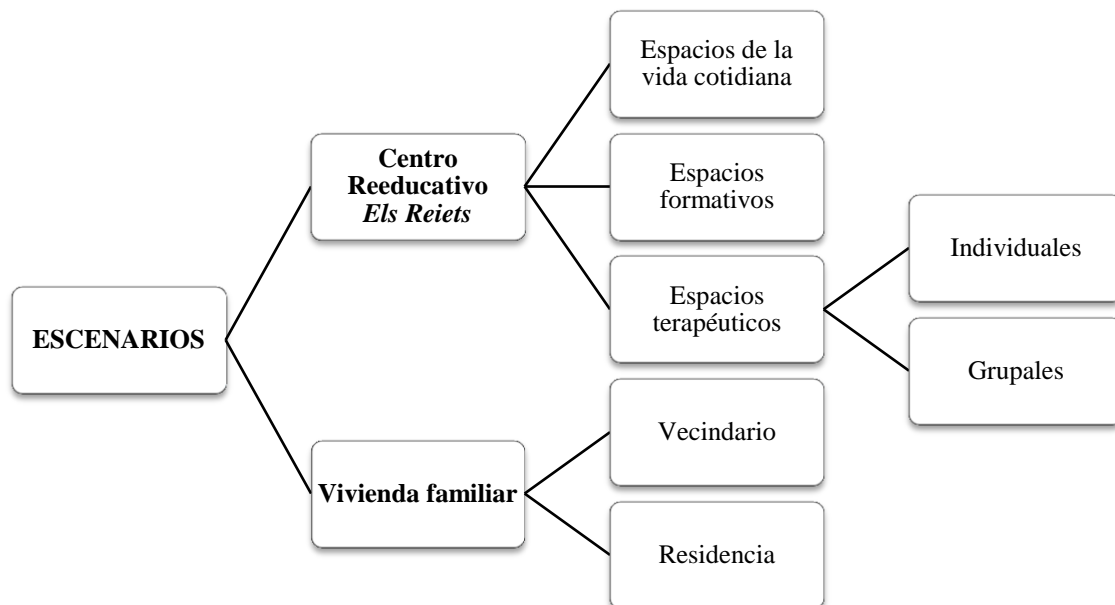 ESCENARIOS
Centro
Reeducativo
Els Reiets
Espacios de la
vida cotidiana
Espacios
formativos
Espacios
terapéuticos
Individuales
Grupales
Vivienda familiar
Vecindario
Residencia